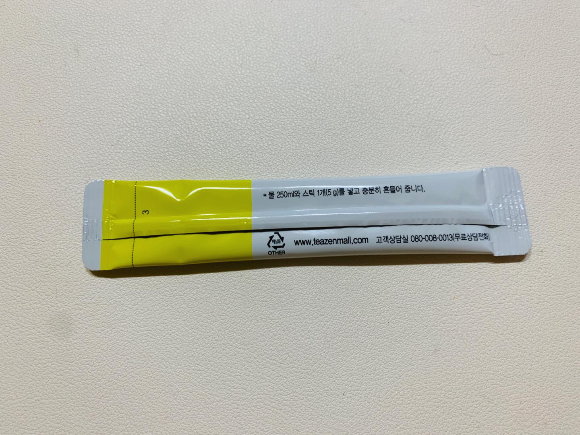 * 물 250ml와 스틱 1개(5g)를 넣고 충분히 흔들어 줍니다.
3
OTHER
www.teazenmall.com 고객상담실 080-008-0013(무료상담전화)